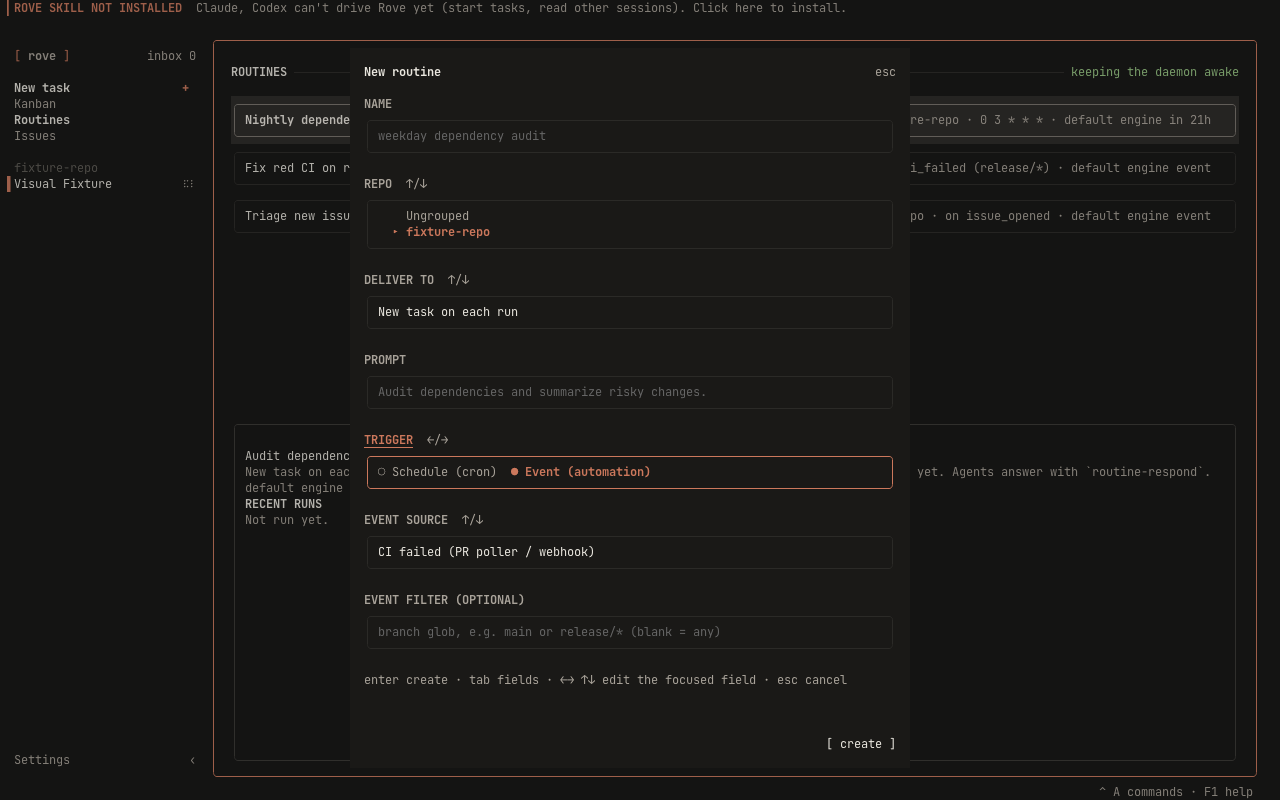 ROVE SKILL NOT INSTALLED  Claude, Codex can't drive Rove yet (start tasks, read other sessions). Click here to install.
[ rove ]  inbox 0
New task  +
Kanban
Routines
Issues
fixture-repo
Visual Fixture
Settings  ‹
ROUTINES  keeping the daemon awake
Nightly depende  re-repo · 0 3 * * * · default engine in 21h
Fix red CI on r  i_failed (release/*) · default engine event
Triage new issu  po · on issue_opened · default engine event
Audit dependenc
New task on eac  yet. Agents answer with `routine-respond`.
default engine
RECENT RUNS
Not run yet.
New routine  esc
NAME
weekday dependency audit
REPO ↑/↓
Ungrouped
▸ fixture-repo
DELIVER TO ↑/↓
New task on each run
PROMPT
Audit dependencies and summarize risky changes.
TRIGGER ←/→
○ Schedule (cron)  ● Event (automation)
EVENT SOURCE ↑/↓
CI failed (PR poller / webhook)
EVENT FILTER (OPTIONAL)
branch glob, e.g. main or release/* (blank = any)
enter create · tab fields · ←→ ↑↓ edit the focused field · esc cancel
[ create ]
^ A commands · F1 help